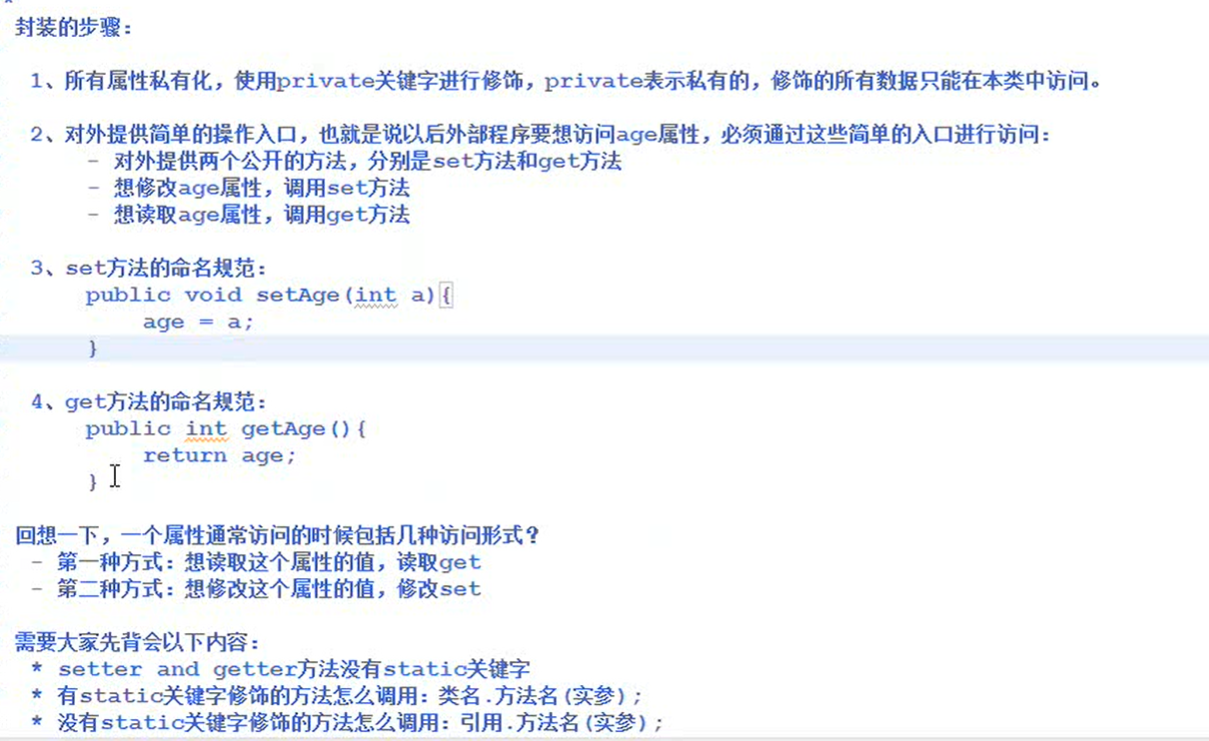 封装的步骤：
1、所有属性私有化，使用private关键字进行修饰，private表示私有的，修饰的所有数据只能在本类中访问。
2、对外提供简单的操作入口，也就是说以后外部程序要想访问age属性，必须通过这些简单的入口进行访问：
- 对外提供两个公开的方法，分别是set方法和get方法
- 想修改age属性，调用set方法
- 想读取age属性，调用get方法
3、set方法的命名规范：
public void setAge(int a){
age = a;
}
4、get方法的命名规范：
public int getAge(){
return age;
}
回想一下，一个属性通常访问的时候包括几种访问形式？
- 第一种方式：想读取这个属性的值，读取get
- 第二种方式：想修改这个属性的值，修改set
需要大家先背会以下内容：
* setter and getter方法没有static关键字
* 有static关键字修饰的方法怎么调用：类名.方法名(实参);
* 没有static关键字修饰的方法怎么调用：引用.方法名(实参);